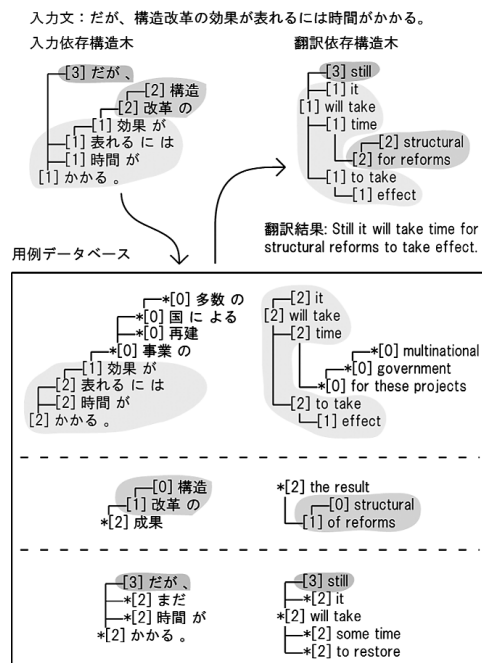 入力文：だが、構造改革の効果が表れるには時間がかかる。
入力依存構造木
[3] だが 、
[2] 構造
[2] 改革 の
[1] 効果 が
[1] 表れる に は
[1] 時間 が
[1] かかる 。
翻訳依存構造木
[3] still
[1] it
[1] will take
[1] time
[2] structural
[2] for reforms
[1] to take
[1] effect
翻訳結果: Still it will take time for
structural reforms to take effect.
用例データベース
*[0] 多数 の
*[0] 国 に よる
*[0] 再建
*[0] 事業 の
[1] 効果 が
[2] 表れる に は
[2] 時間 が
[2] かかる 。
[2] it
[2] will take
[2] time
*[0] multinational
*[0] government
*[0] for these projects
[2] to take
[1] effect
[0] 構造
[1] 改革 の
*[2] 成果
*[2] the result
[0] structural
[1] of reforms
[3] だが 、
*[2] まだ
*[2] 時間 が
*[2] かかる 。
[3] still
*[2] it
*[2] will take
*[2] some time
*[2] to restore